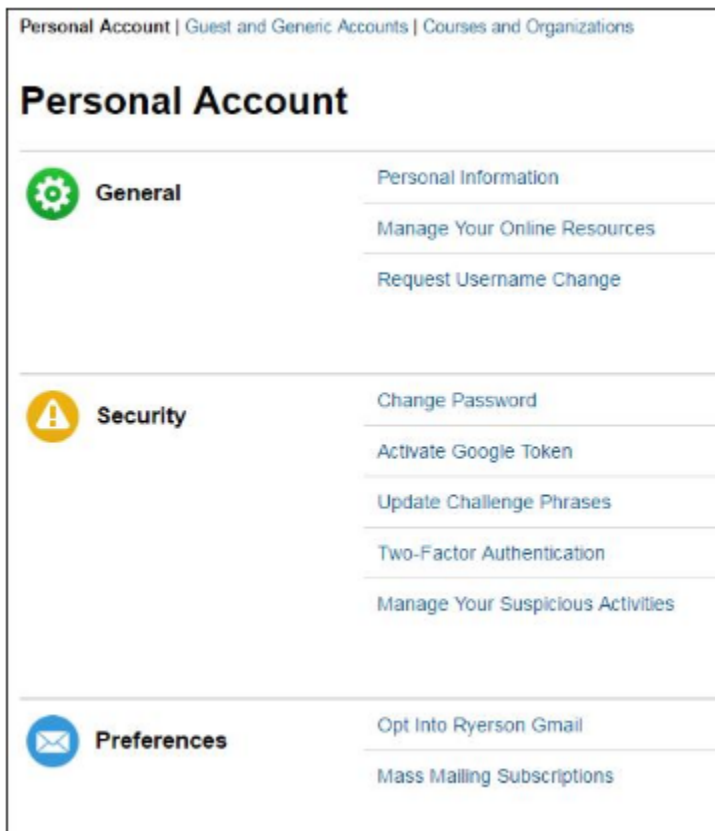 Personal Account | Guest and Generic Accounts | Courses and Organizations
Personal Account
General
Personal Information
Manage Your Online Resources
Request Username Change
Security
Change Password
Activate Google Token
Update Challenge Phrases
Two-Factor Authentication
Manage Your Suspicious Activities
Preferences
Opt Into Ryerson Gmail
Mass Mailing Subscriptions